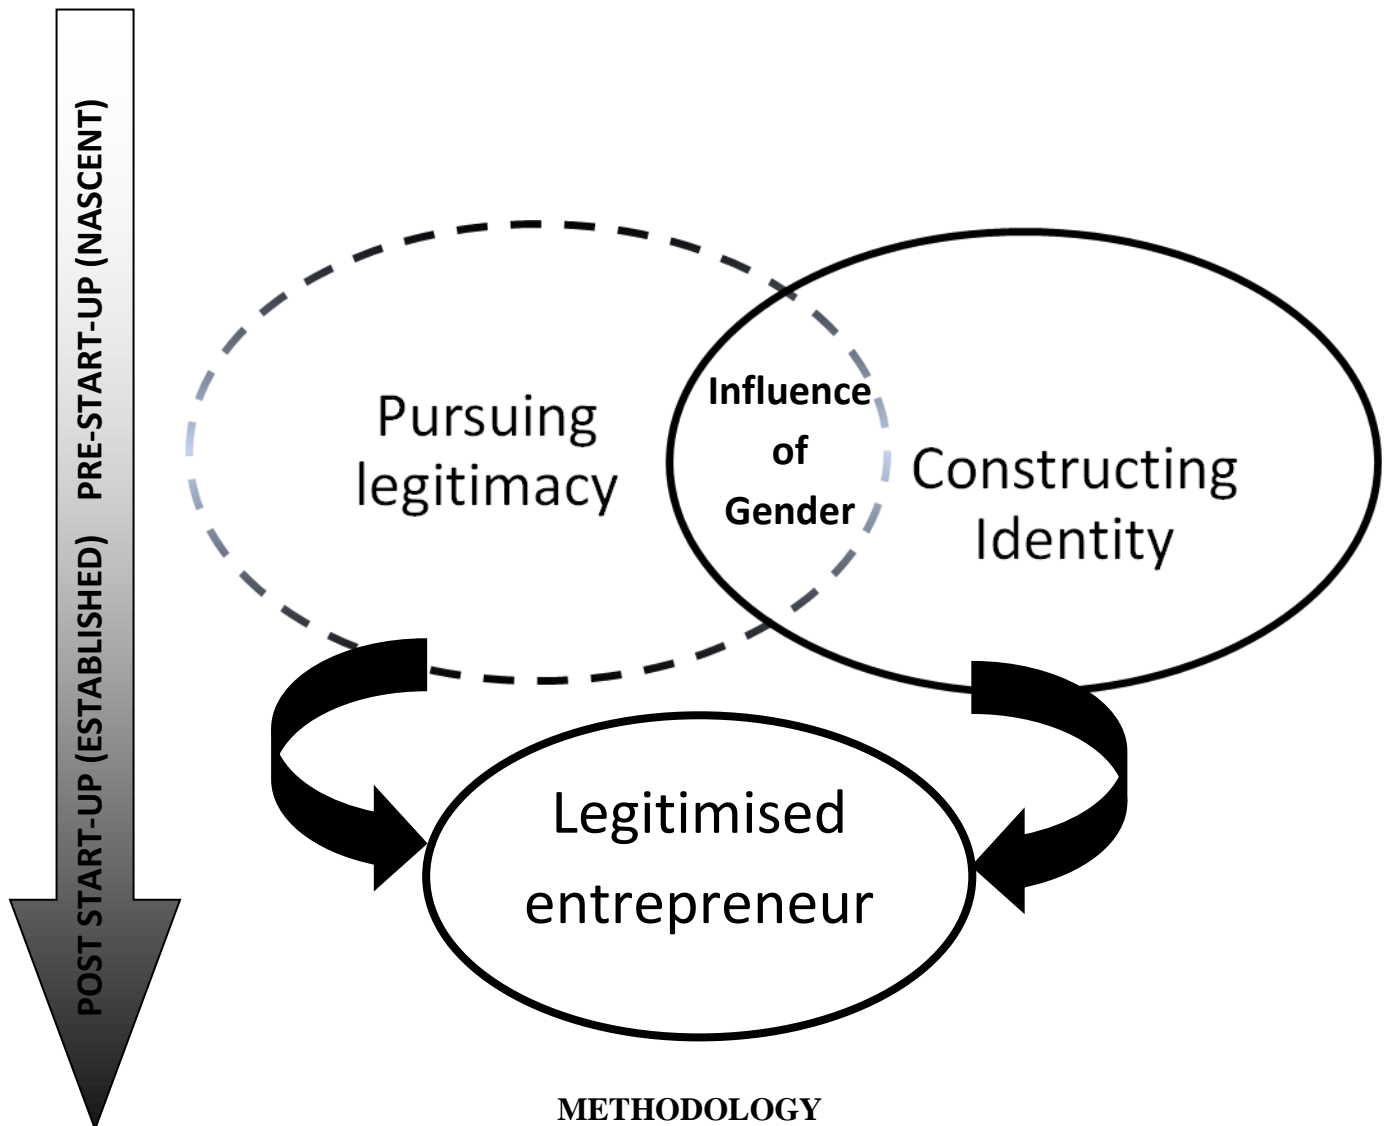 PRE-START-UP (NASCENT)
POST START-UP (ESTABLISHED)
Pursuing
legitimacy
Influence
of
Gender
Constructing
Identity
Legitimised
entrepreneur
METHODOLOGY